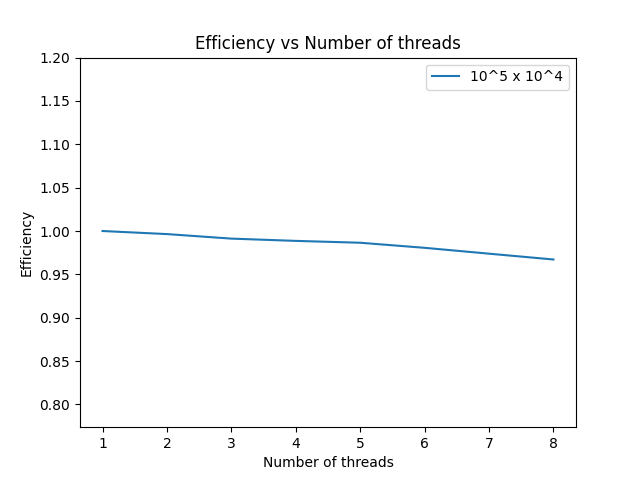 Efficiency vs Number of threads
10^5 x 10^4
Efficiency
1.20
1.15
1.10
1.05
1.00
0.95
0.90
0.85
0.80
1 2 3 4 5 6 7 8
Number of threads